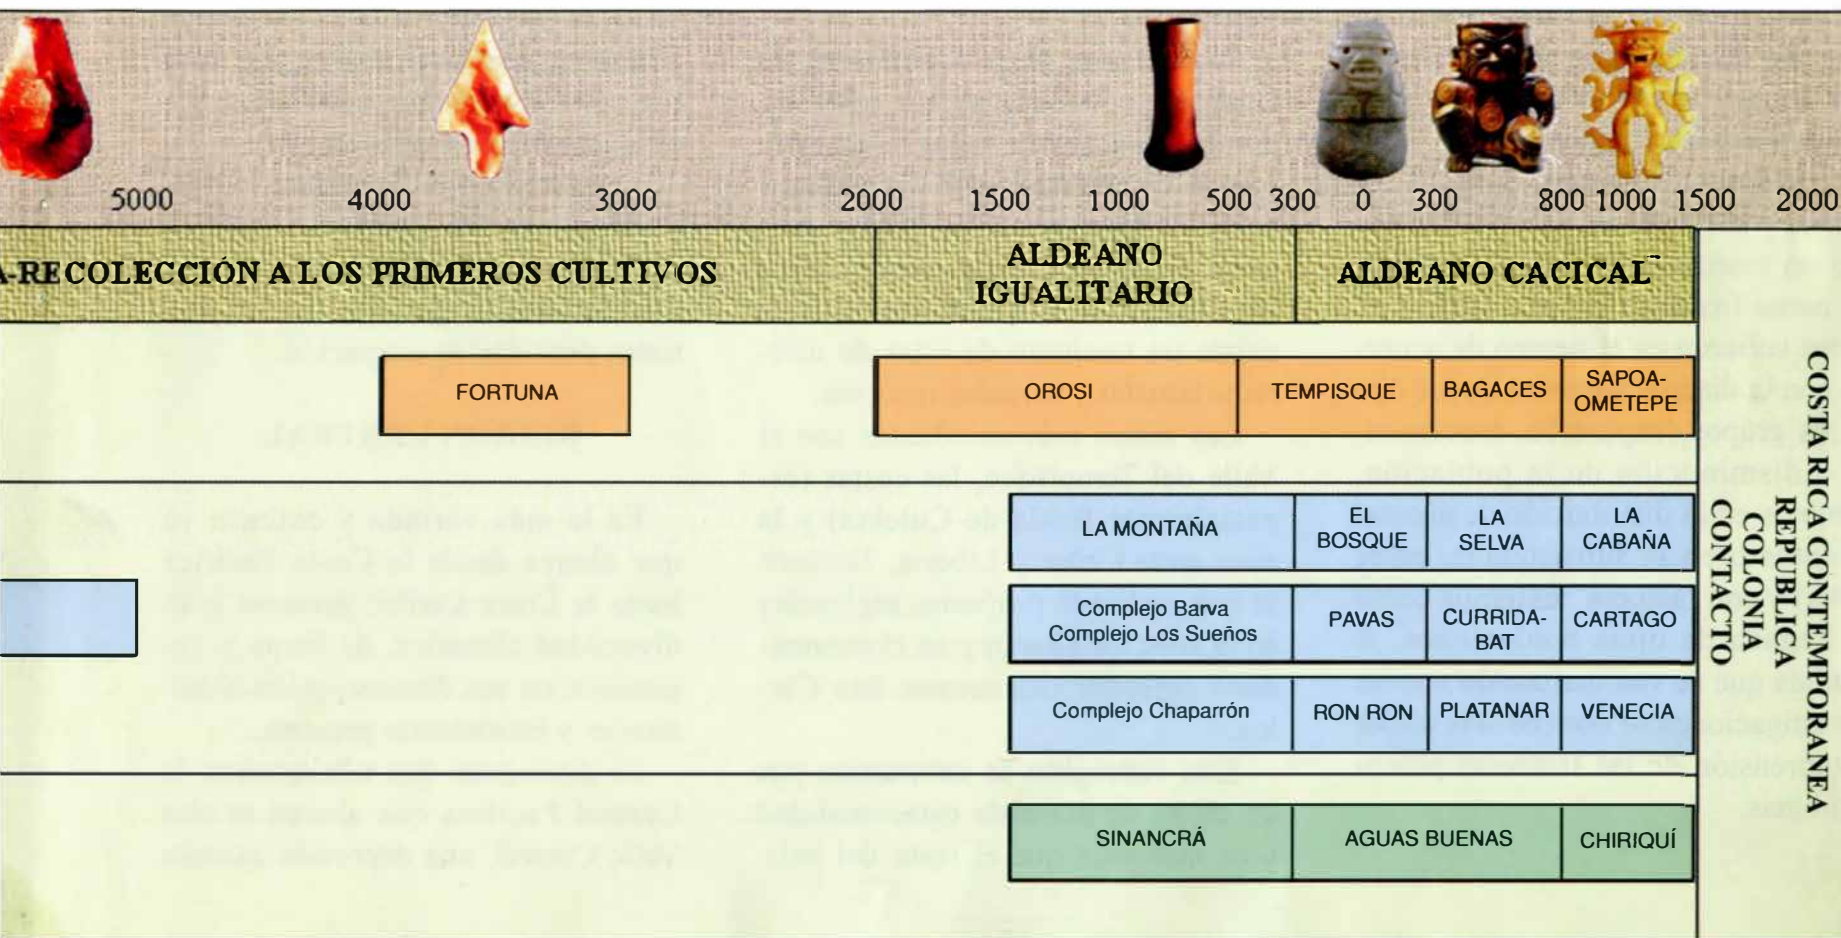 5000 4000 3000 2000 1500 1000 500 300 0 300 800 1000 1500 2000
A-RECOLECCIÓN A LOS PRIMEROS CULTIVOS
ALDEANO
IGUALITARIO
ALDEANO CACICAL
FORTUNA
OROSI
TEMPISQUE
BAGACES
SAPOA-
OMETEPE
LA MONTAÑA
EL
BOSQUE
LA
SELVA
LA
CABAÑA
Complejo Barva
Complejo Los Sueños
PAVAS
CURRIDA-
BAT
CARTAGO
Complejo Chaparrón
RON RON
PLATANAR
VENECIA
SINANCRÁ
AGUAS BUENAS
CHIRIQUÍ
COSTA RICA CONTEMPORANEA
REPUBLICA
COLONIA
CONTACTO